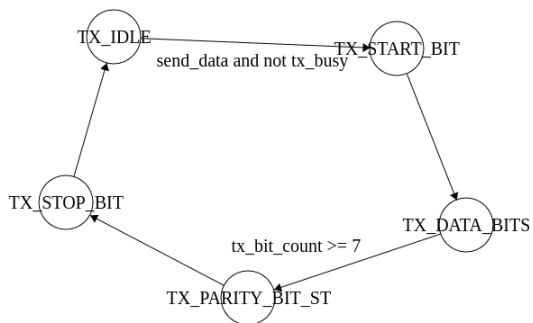 TX_IDLE
TX_START_BIT
send_data and not tx_busy
TX_STOP_BIT
TX_DATA_BITS
tx_bit_count >= 7
TX_PARITY_BIT_ST